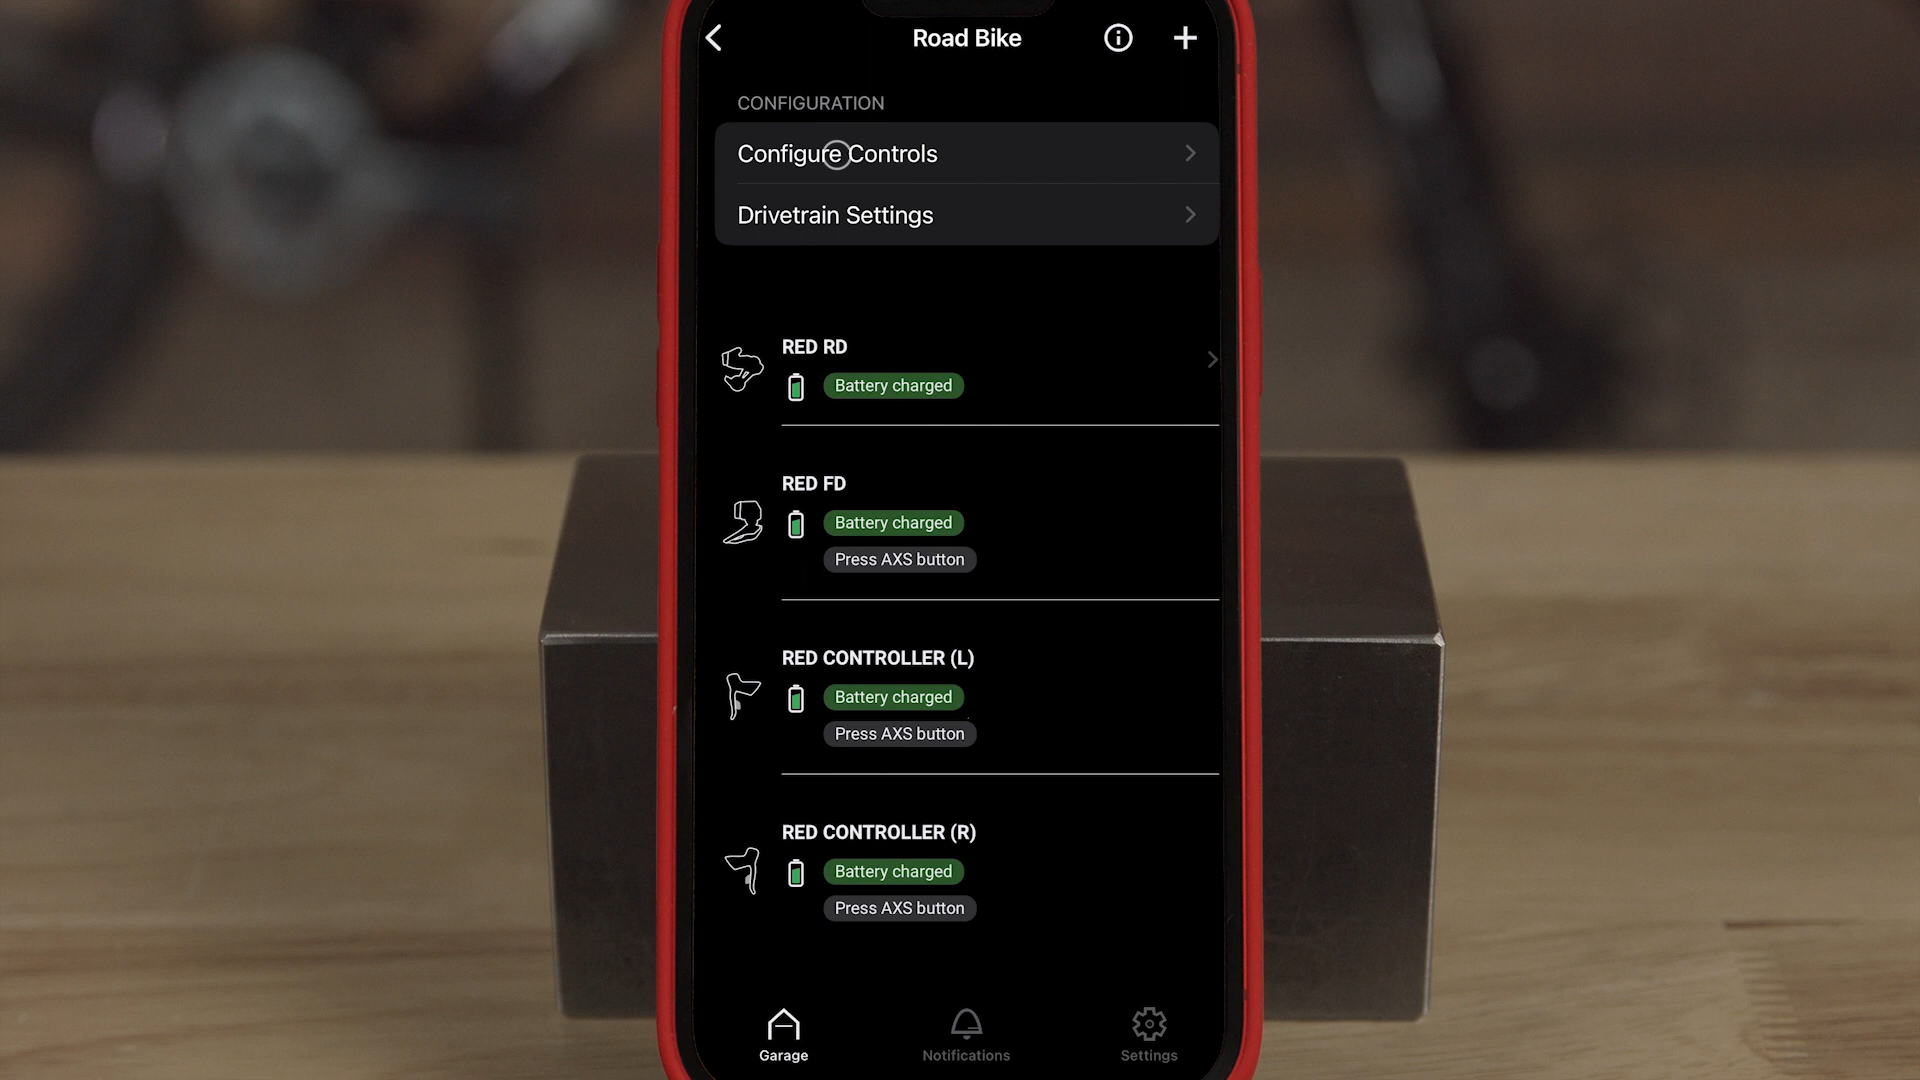 Road Bike
CONFIGURATION
Configure Controls
Drivetrain Settings
RED RD
Battery charged
RED FD
Battery charged
Press AXS button
RED CONTROLLER (L)
Battery charged
Press AXS button
RED CONTROLLER (R)
Battery charged
Press AXS button
Garage
Notifications
Settings